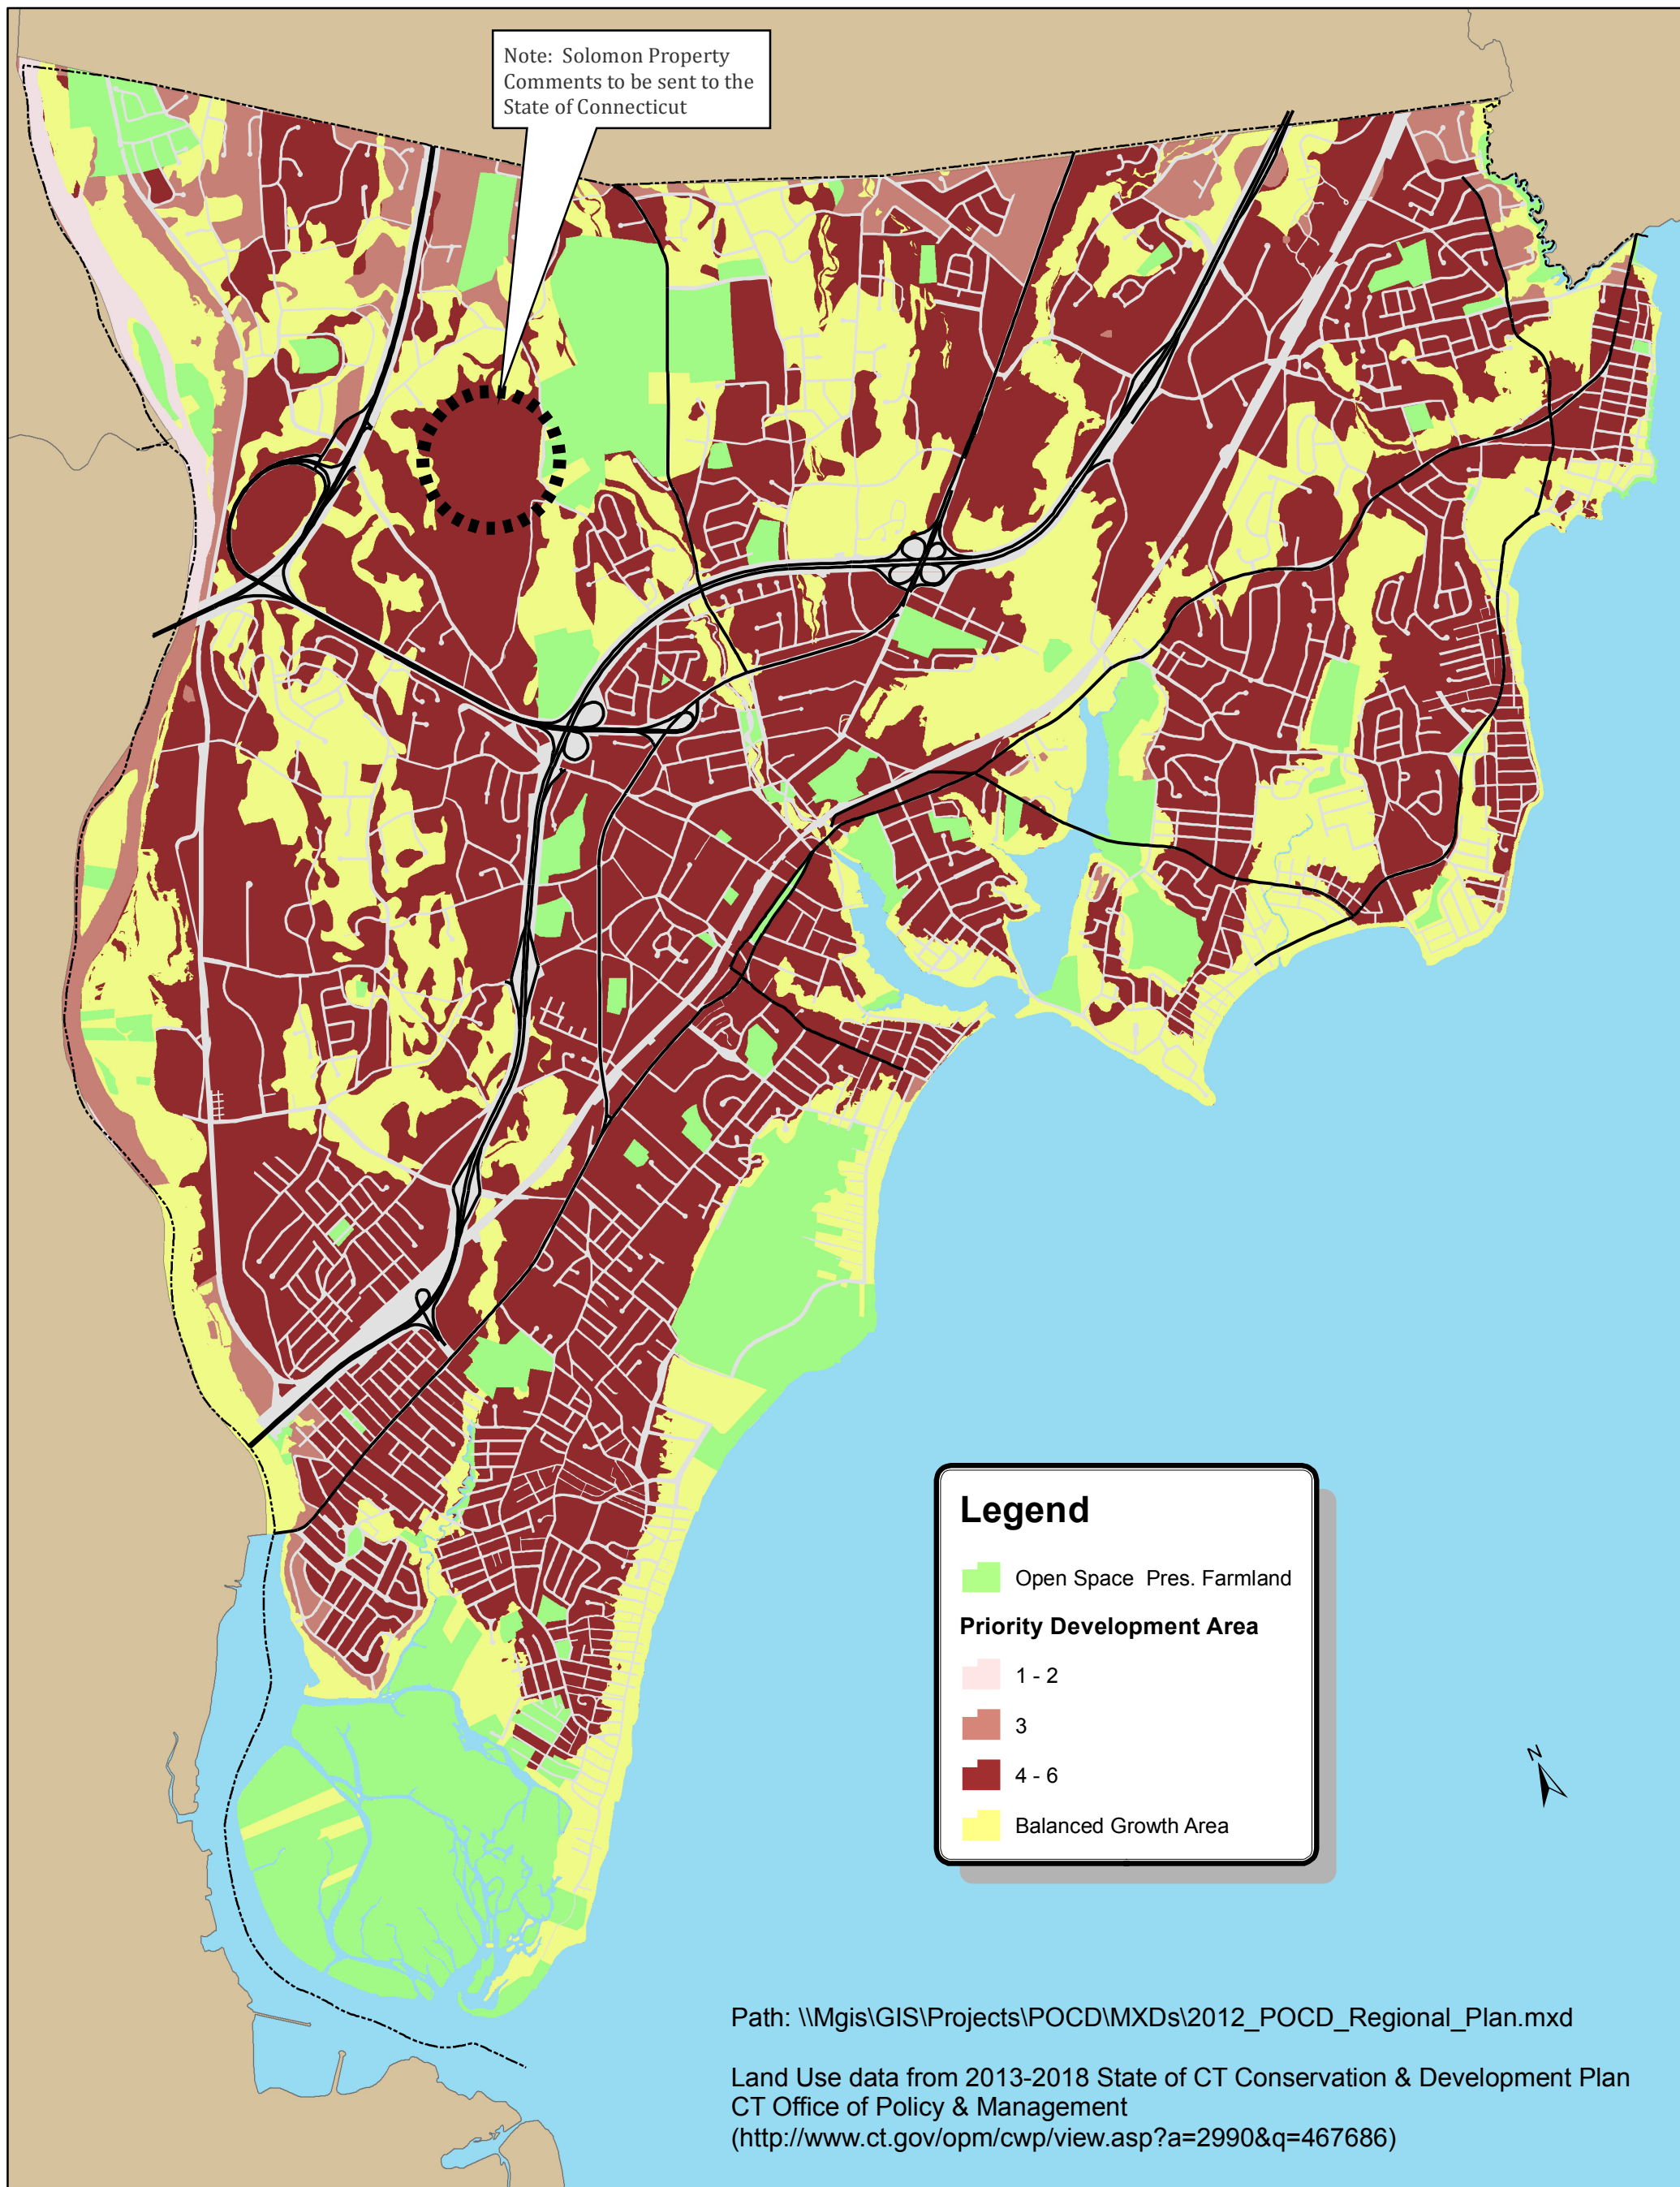 Note: Solomon Property
Comments to be sent to the
State of Connecticut
Legend
Open Space Pres. Farmland
Priority Development Area
1 - 2
3
4 - 6
Balanced Growth Area
N
Path: \\Mgis\GIS\Projects\POCD\MXDs\2012_POCD_Regional_Plan.mxd
Land Use data from 2013-2018 State of CT Conservation & Development Plan
CT Office of Policy & Management
(http://www.ct.gov/opm/cwp/view.asp?a=2990&q=467686)